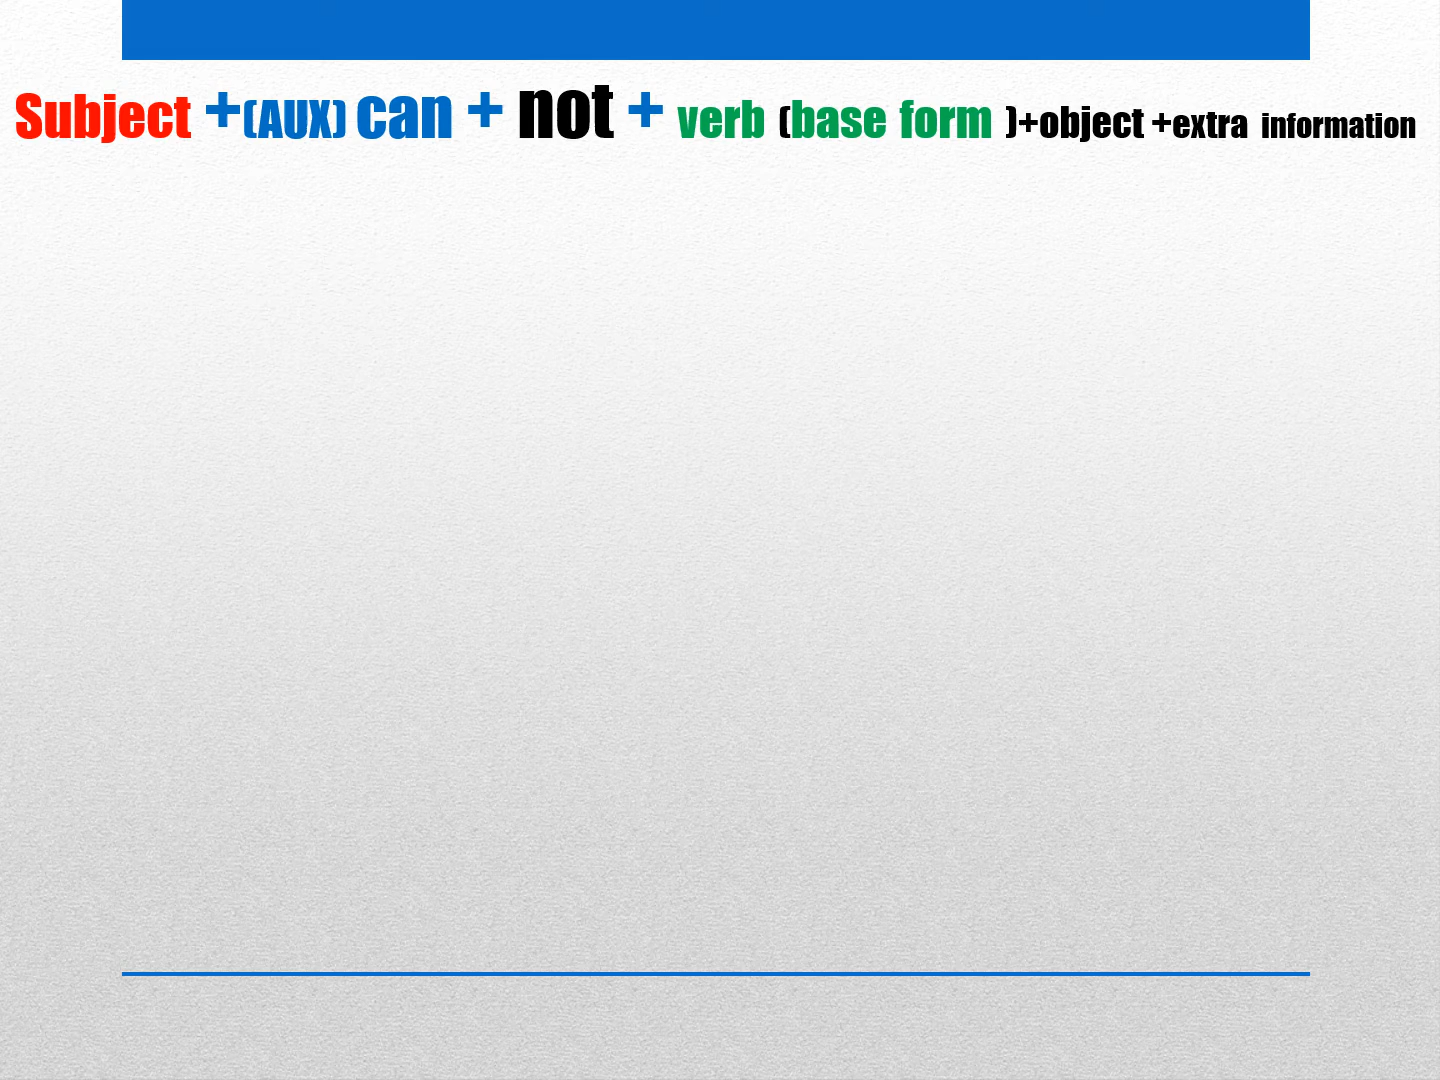 Subject +(AUX) can + not + verb (base form )+object +extra information